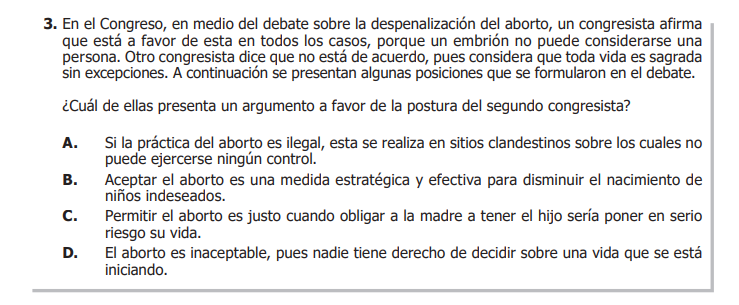 3. En el Congreso, en medio del debate sobre la despenalización del aborto, un congresista afirma
que está a favor de esta en todos los casos, porque un embrión no puede considerarse una
persona. Otro congresista dice que no está de acuerdo, pues considera que toda vida es sagrada
sin excepciones. A continuación se presentan algunas posiciones que se formularon en el debate.
¿Cuál de ellas presenta un argumento a favor de la postura del segundo congresista?
A. Si la práctica del aborto es ilegal, esta se realiza en sitios clandestinos sobre los cuales no
puede ejercerse ningún control.
B. Aceptar el aborto es una medida estratégica y efectiva para disminuir el nacimiento de
niños indeseados.
C. Permitir el aborto es justo cuando obligar a la madre a tener el hijo sería poner en serio
riesgo su vida.
D. El aborto es inaceptable, pues nadie tiene derecho de decidir sobre una vida que se está
iniciando.